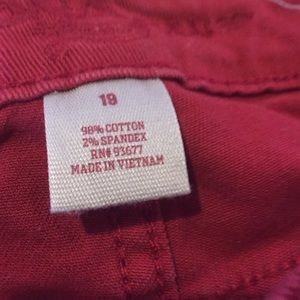 19
98% COTTON
2% SPANDEX
RN# 93677
MADE IN VIETNAM